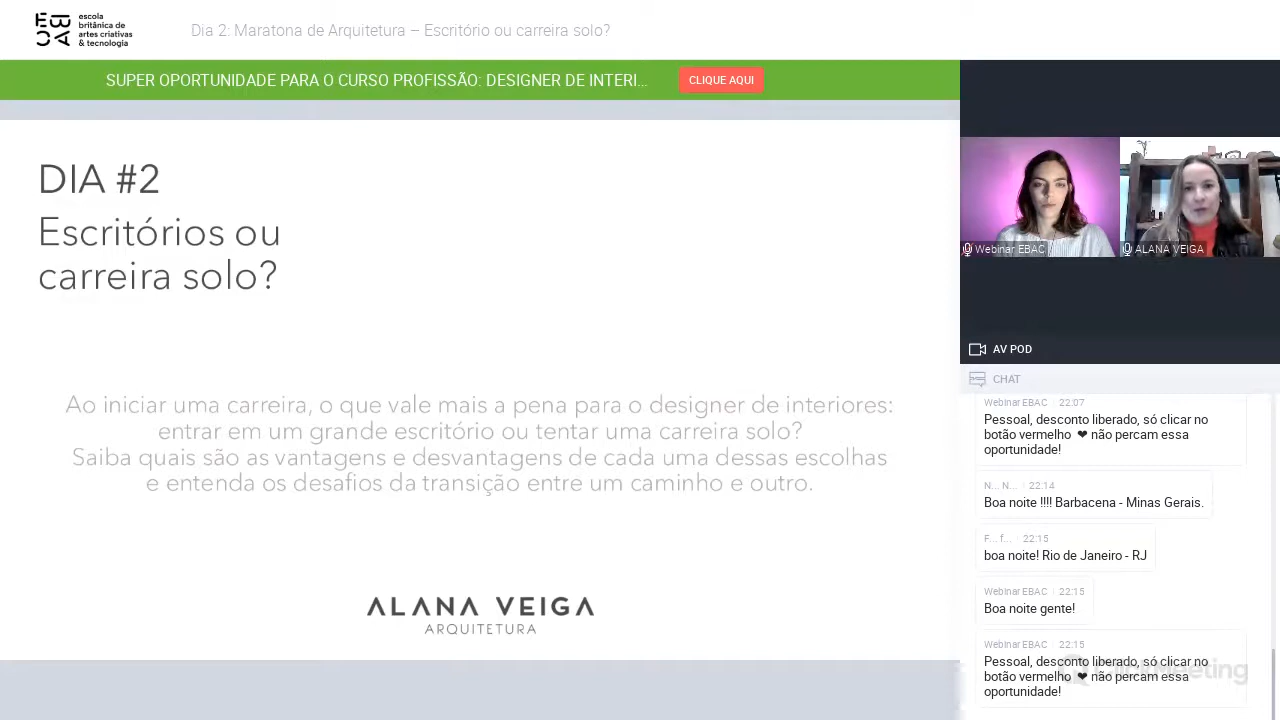 escola
britânica de
artes criativas
& tecnologia
Dia 2: Maratona de Arquitetura – Escritório ou carreira solo?
SUPER OPORTUNIDADE PARA O CURSO PROFISSÃO: DESIGNER DE INTERI...
CLIQUE AQUI
DIA #2
Escritórios ou
carreira solo?
Ao iniciar uma carreira, o que vale mais a pena para o designer de interiores:
entrar em um grande escritório ou tentar uma carreira solo?
Saiba quais são as vantagens e desvantagens de cada uma dessas escolhas
e entenda os desafios da transição entre um caminho e outro.
ALANA VEIGA
ARQUITETURA
Webinar EBAC
ALANA VEIGA
AV POD
CHAT
Webinar EBAC 22:07
Pessoal, desconto liberado, só clicar no
botão vermelho ❤ não percam essa
oportunidade!
N... N... 22:14
Boa noite !!!! Barbacena - Minas Gerais.
F... f... 22:15
boa noite! Rio de Janeiro - RJ
Webinar EBAC 22:15
Boa noite gente!
Webinar EBAC 22:15
Pessoal, desconto liberado, só clicar no
botão vermelho ❤ não percam essa
oportunidade!